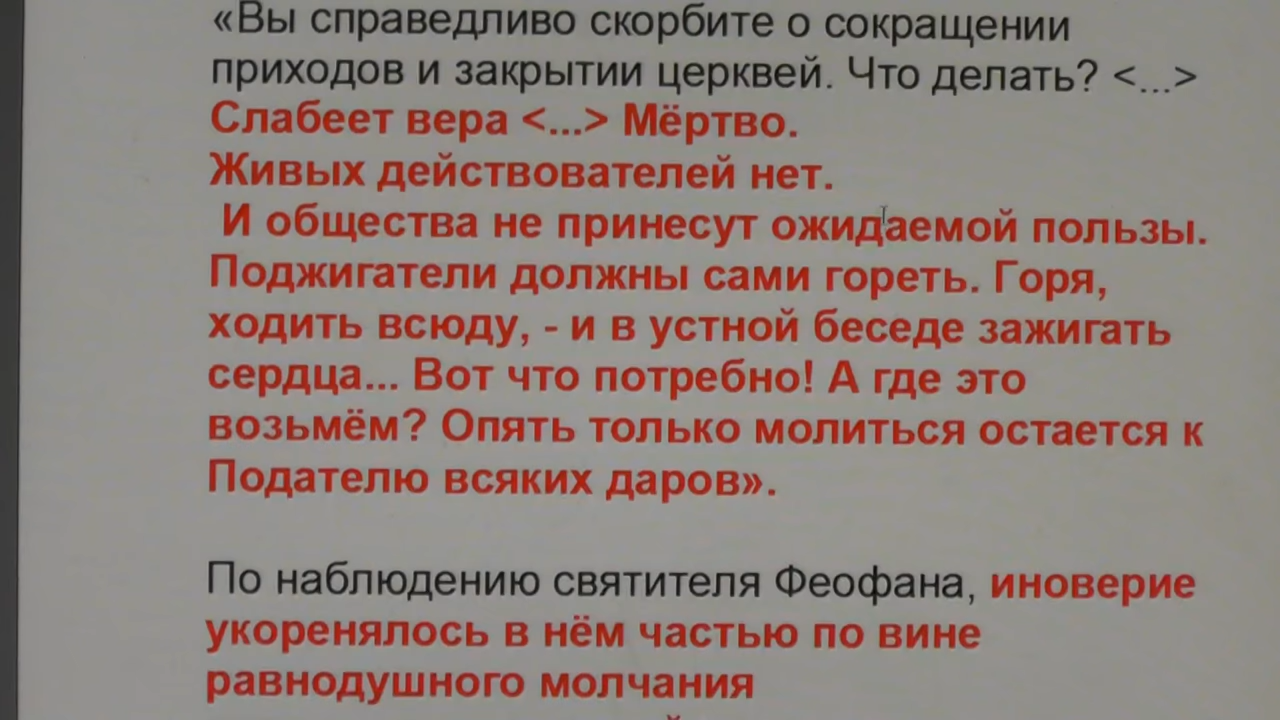 «Вы справедливо скорбите о сокращении
приходов и закрытии церквей. Что делать? <...>
Слабеет вера <...> Мёртво.
Живых действователей нет.
И общества не принесут ожидаемой пользы.
Поджигатели должны сами гореть. Горя,
ходить всюду, - и в устной беседе зажигать
сердца... Вот что потребно! А где это
возьмём? Опять только молиться остается к
Подателю всяких даров».
По наблюдению святителя Феофана, иноверие
укоренялось в нём частью по вине
равнодушного молчания